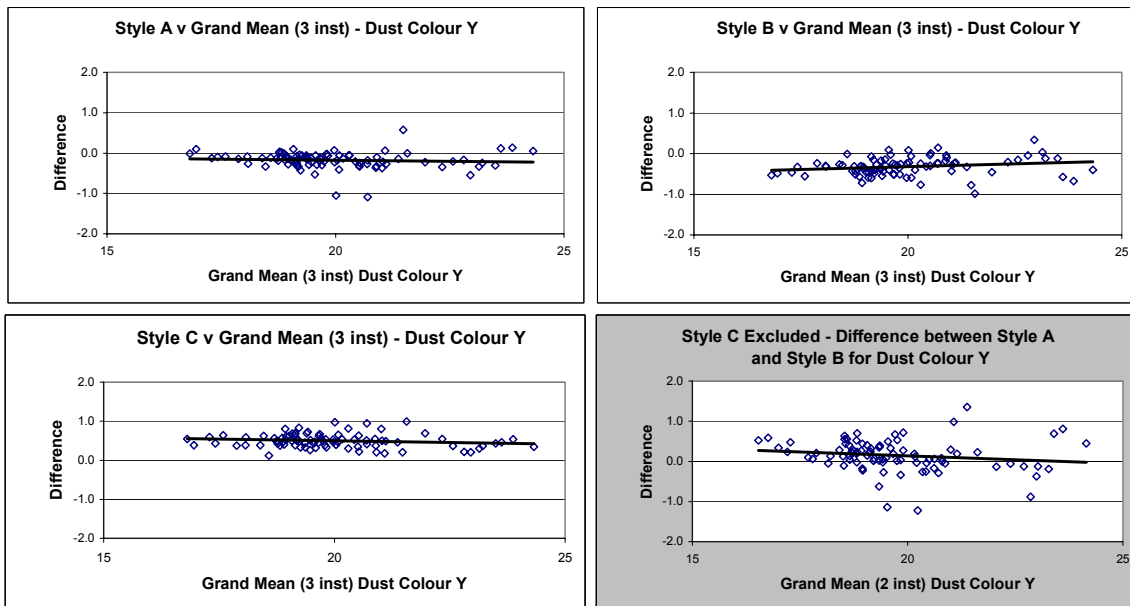 Style A v Grand Mean (3 inst) - Dust Colour Y
Difference
2.0
1.0
0.0
-1.0
-2.0
15 20 25
Grand Mean (3 inst) Dust Colour Y
Style B v Grand Mean (3 inst) - Dust Colour Y
Difference
2.0
1.0
0.0
-1.0
-2.0
15 20 25
Grand Mean (3 inst) Dust Colour Y
Style C v Grand Mean (3 inst) - Dust Colour Y
Difference
2.0
1.0
0.0
-1.0
-2.0
15 20 25
Grand Mean (3 inst) Dust Colour Y
Style C Excluded - Difference between Style A
and Style B for Dust Colour Y
Difference
2.0
1.0
0.0
-1.0
-2.0
15 20 25
Grand Mean (2 inst) Dust Colour Y